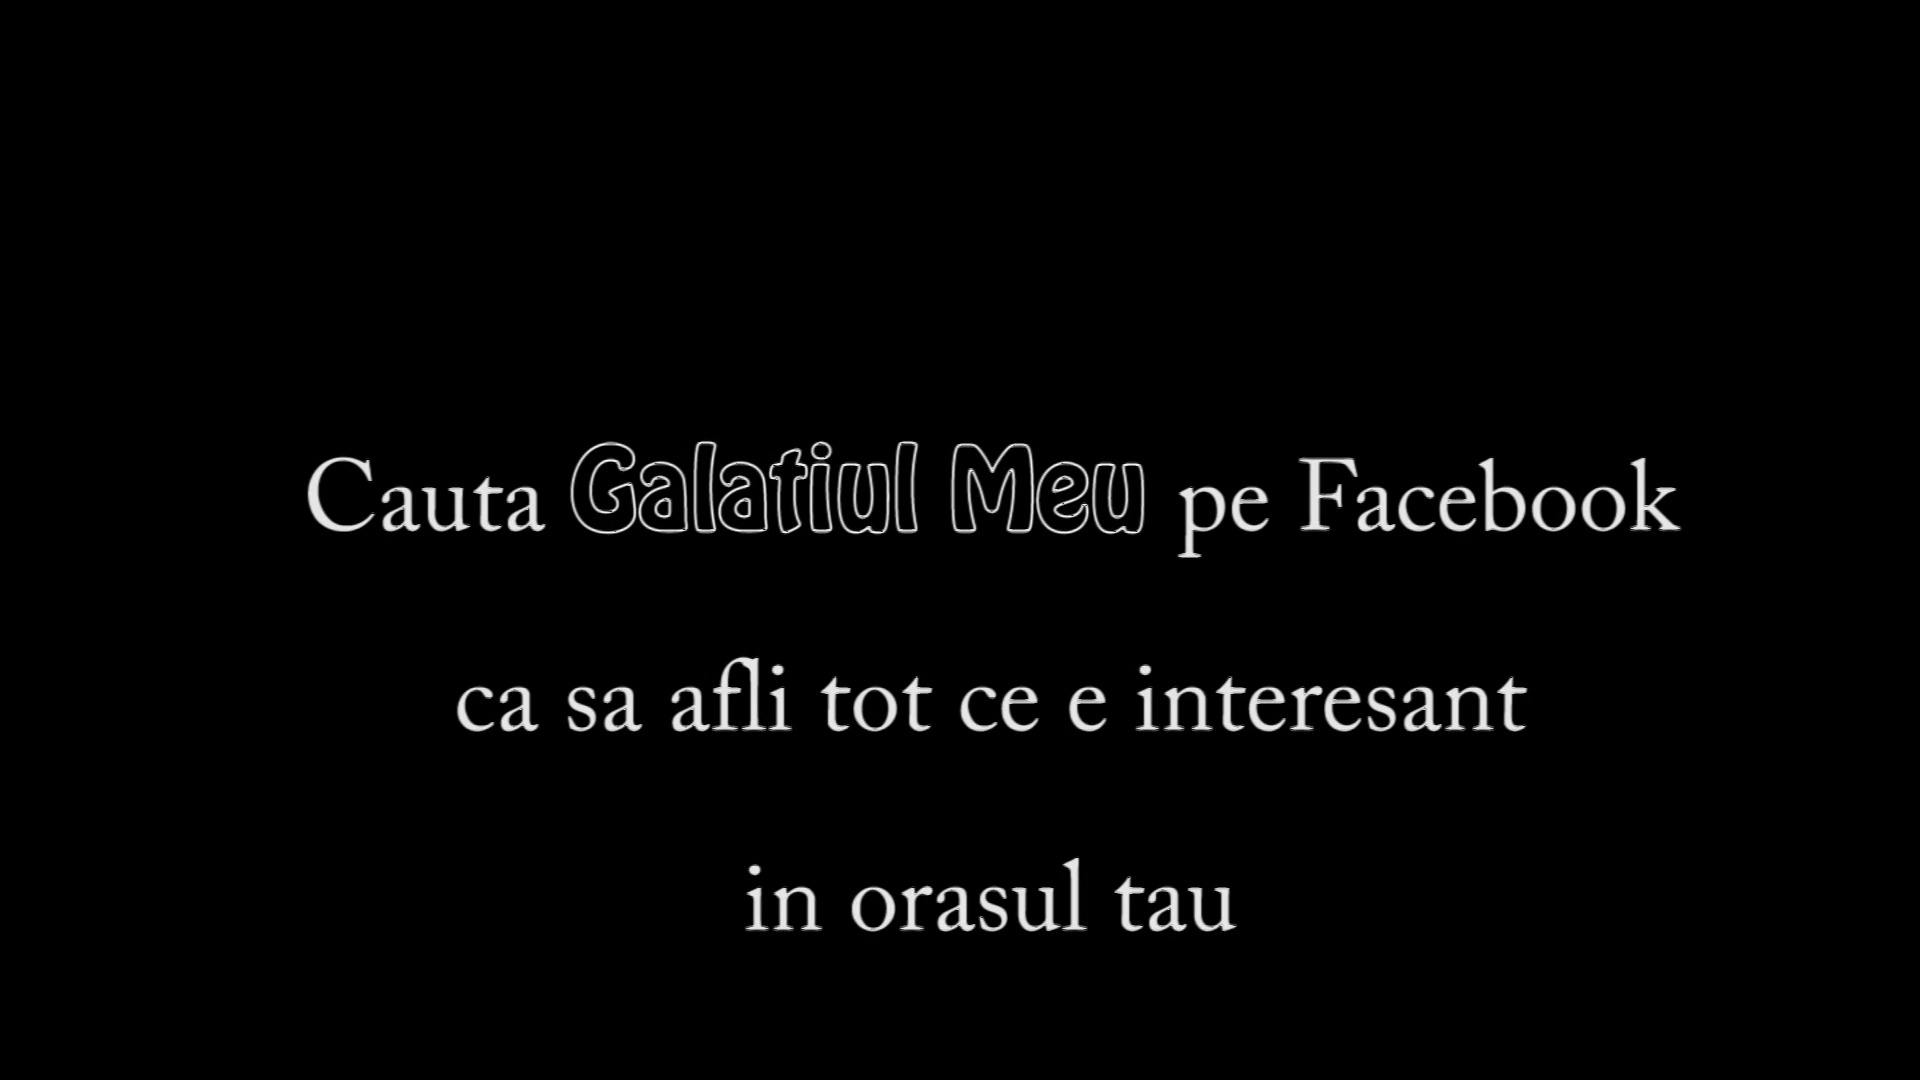 Cauta Galatiul Meu pe Facebook
ca sa afli tot ce e interesant
in orasul tau